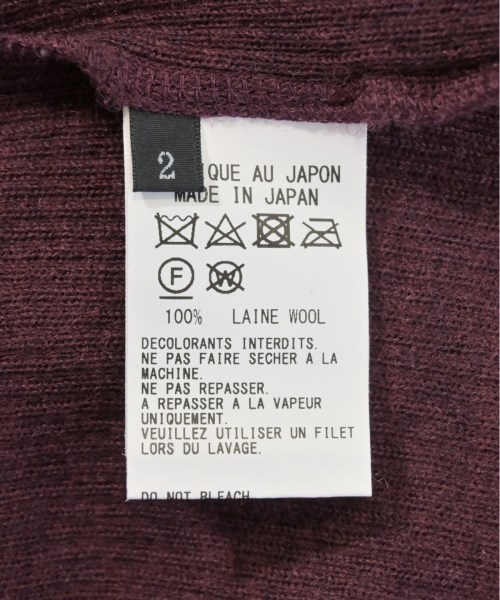 2
IQUE AU JAPON
MADE IN JAPAN
F W
100% LAINE WOOL
DECOLORANTS INTERDITS.
NE PAS FAIRE SECHER A LA
MACHINE.
NE PAS REPASSER.
A REPASSER A LA VAPEUR
UNIQUEMENT.
VEUILLEZ UTILISER UN FILET
LORS DU LAVAGE.
DO NOT BLEACH